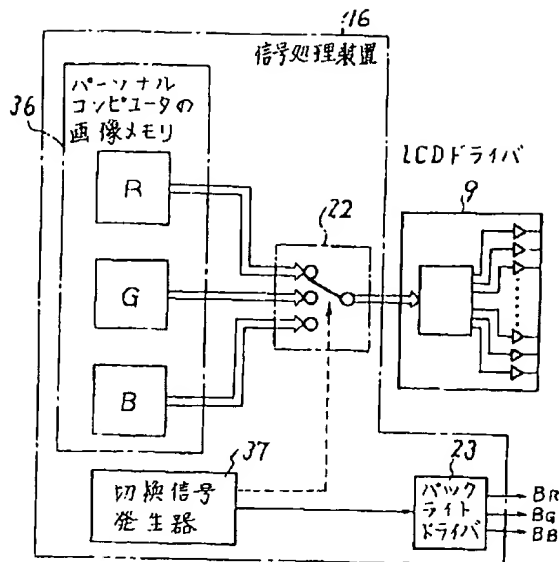 16
信号処理装置
36
パーソナル
コンピュータの
画像メモリ
R
G
B
22
LCDドライバ
9
37
切換信号
発生器
23
バック
ライト
ドライバ
BR
BG
BB